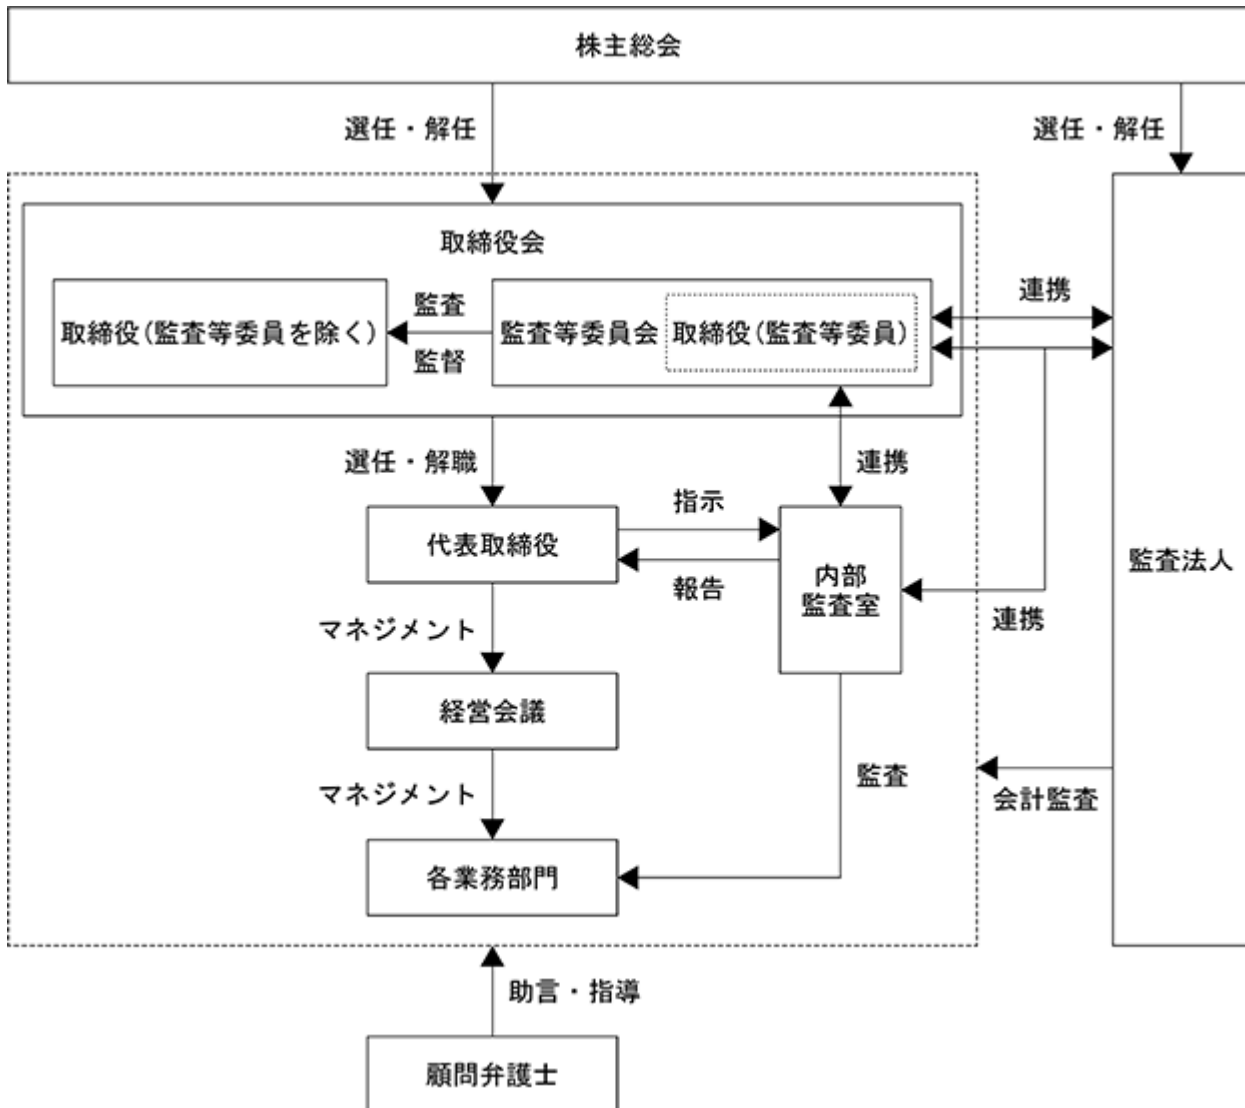 株主総会
選任・解任
選任・解任
取締役会
取締役(監査等委員を除く)
監査
監督
監査等委員会
取締役(監査等委員)
連携
選任・解職
連携
代表取締役
指示
報告
内部
監査室
連携
監査法人
マネジメント
経営会議
マネジメント
監査
会計監査
各業務部門
助言・指導
顧問弁護士